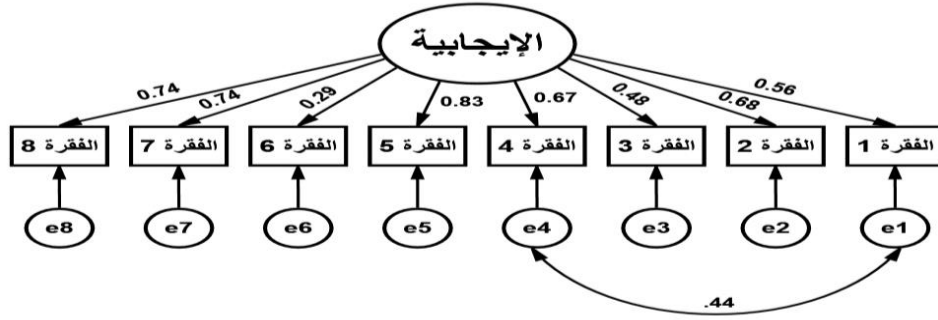 الإيجابية
0.56
0.68
0.48
0.67
0.83
0.29
0.74
0.74
الفقرة 1
الفقرة 2
الفقرة 3
الفقرة 4
الفقرة 5
الفقرة 6
الفقرة 7
الفقرة 8
e1
e2
e3
e4
e5
e6
e7
e8
.44